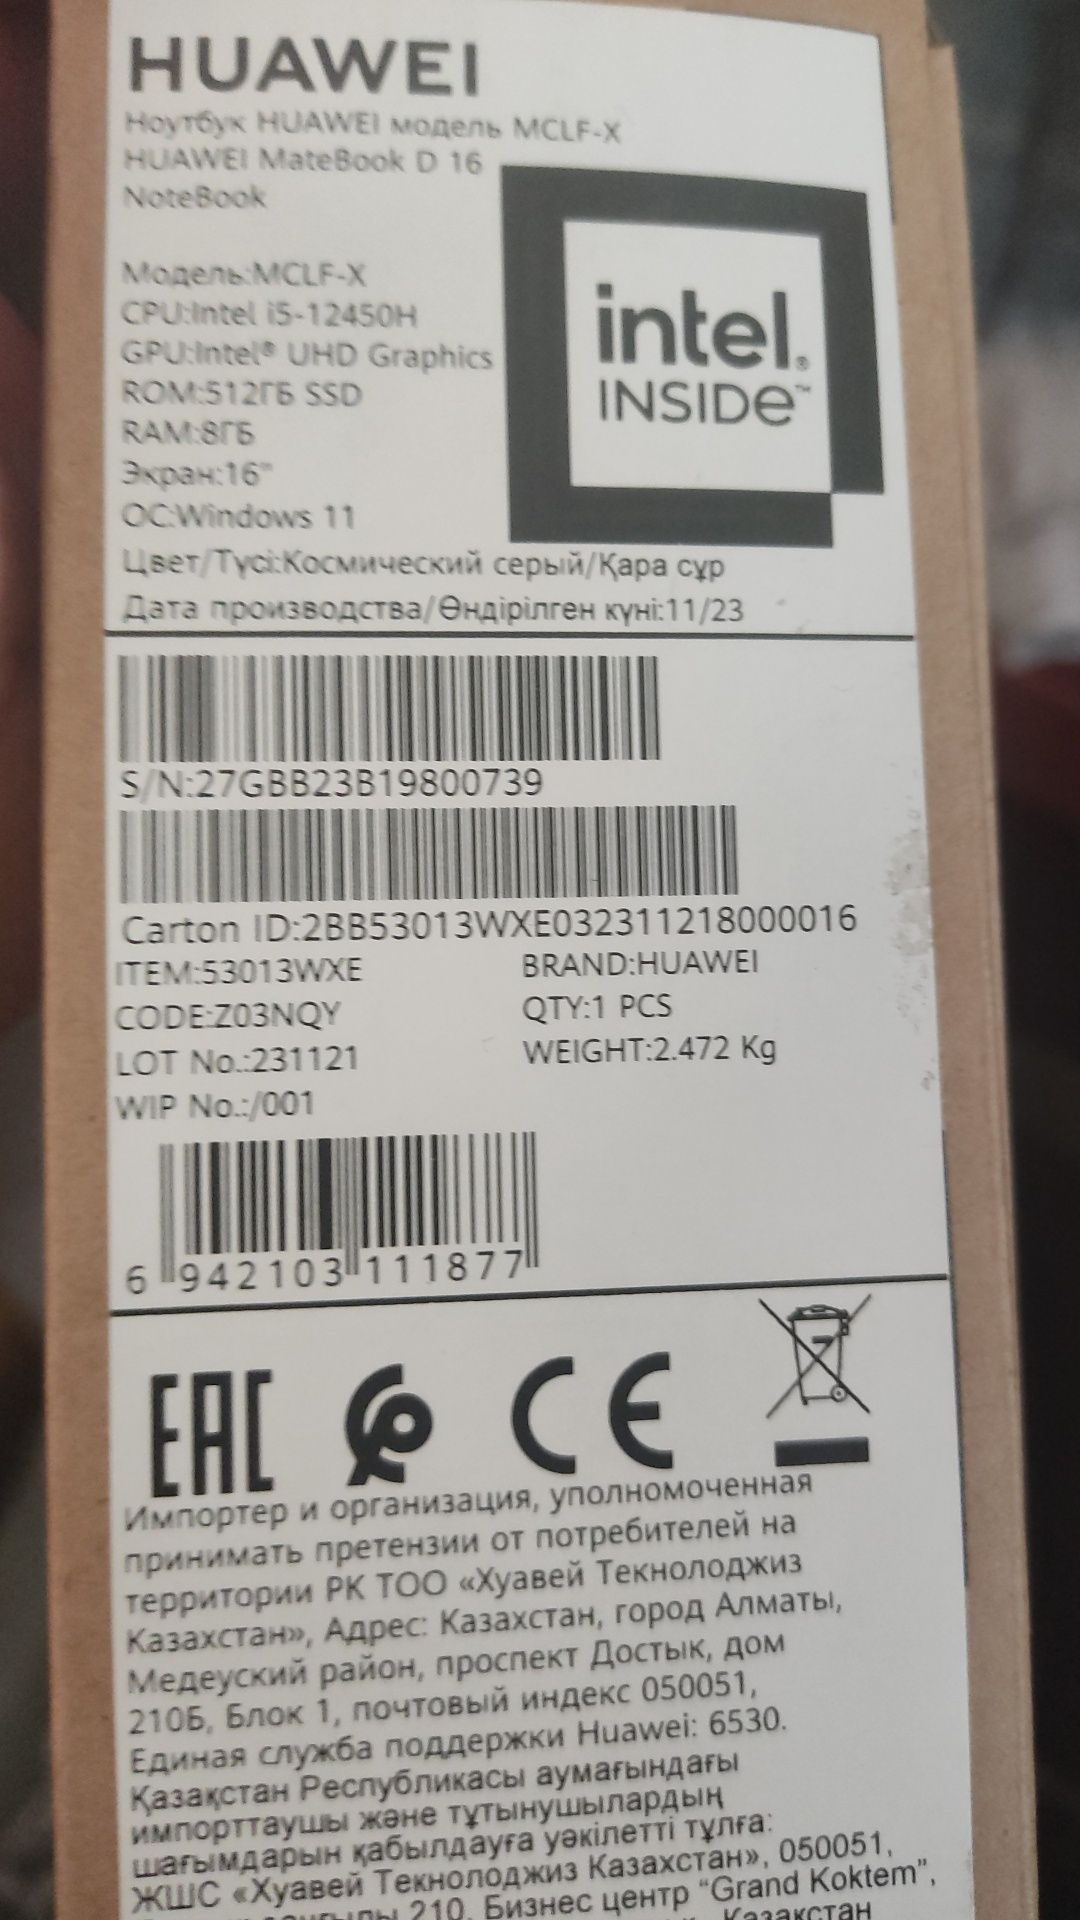 HUAWEI
Ноутбук HUAWEI модель MCLF-X
HUAWEI MateBook D 16
NoteBook
Модель:MCLF-X
CPU:Intel i5-12450H
GPU:Intel® UHD Graphics
ROM:512ГБ SSD
RAM:8ГБ
Экран:16"
ОС:Windows 11
Цвет/Түсі:Космический серый/Қара сұр
Дата производства/Өндірілген күні:11/23
intel®
INSIDe™
S/N:27GBB23B19800739
Carton ID:2BB53013WXE032311218000016
ITEM:53013WXE BRAND:HUAWEI
CODE:Z03NQY QTY:1 PCS
LOT No.:231121 WEIGHT:2.472 Kg
WIP No.:/001
6 942103 111877
EAC CE
Импортер и организация, уполномоченная
принимать претензии от потребителей на
территории РК ТОО «Хуавей Текнолоджиз
Казахстан», Адрес: Казахстан, город Алматы,
Медеуский район, проспект Достык, дом
210Б, Блок 1, почтовый индекс 050051,
Единая служба поддержки Huawei: 6530.
Қазақстан Республикасы аумағындағы
импорттаушы және тұтынушылардың
шағымдарын қабылдауға уәкілетті тұлға:
ЖШС «Хуавей Текнолоджиз Казахстан», 050051,
210, Бизнес центр "Grand Koktem",
Казахстан